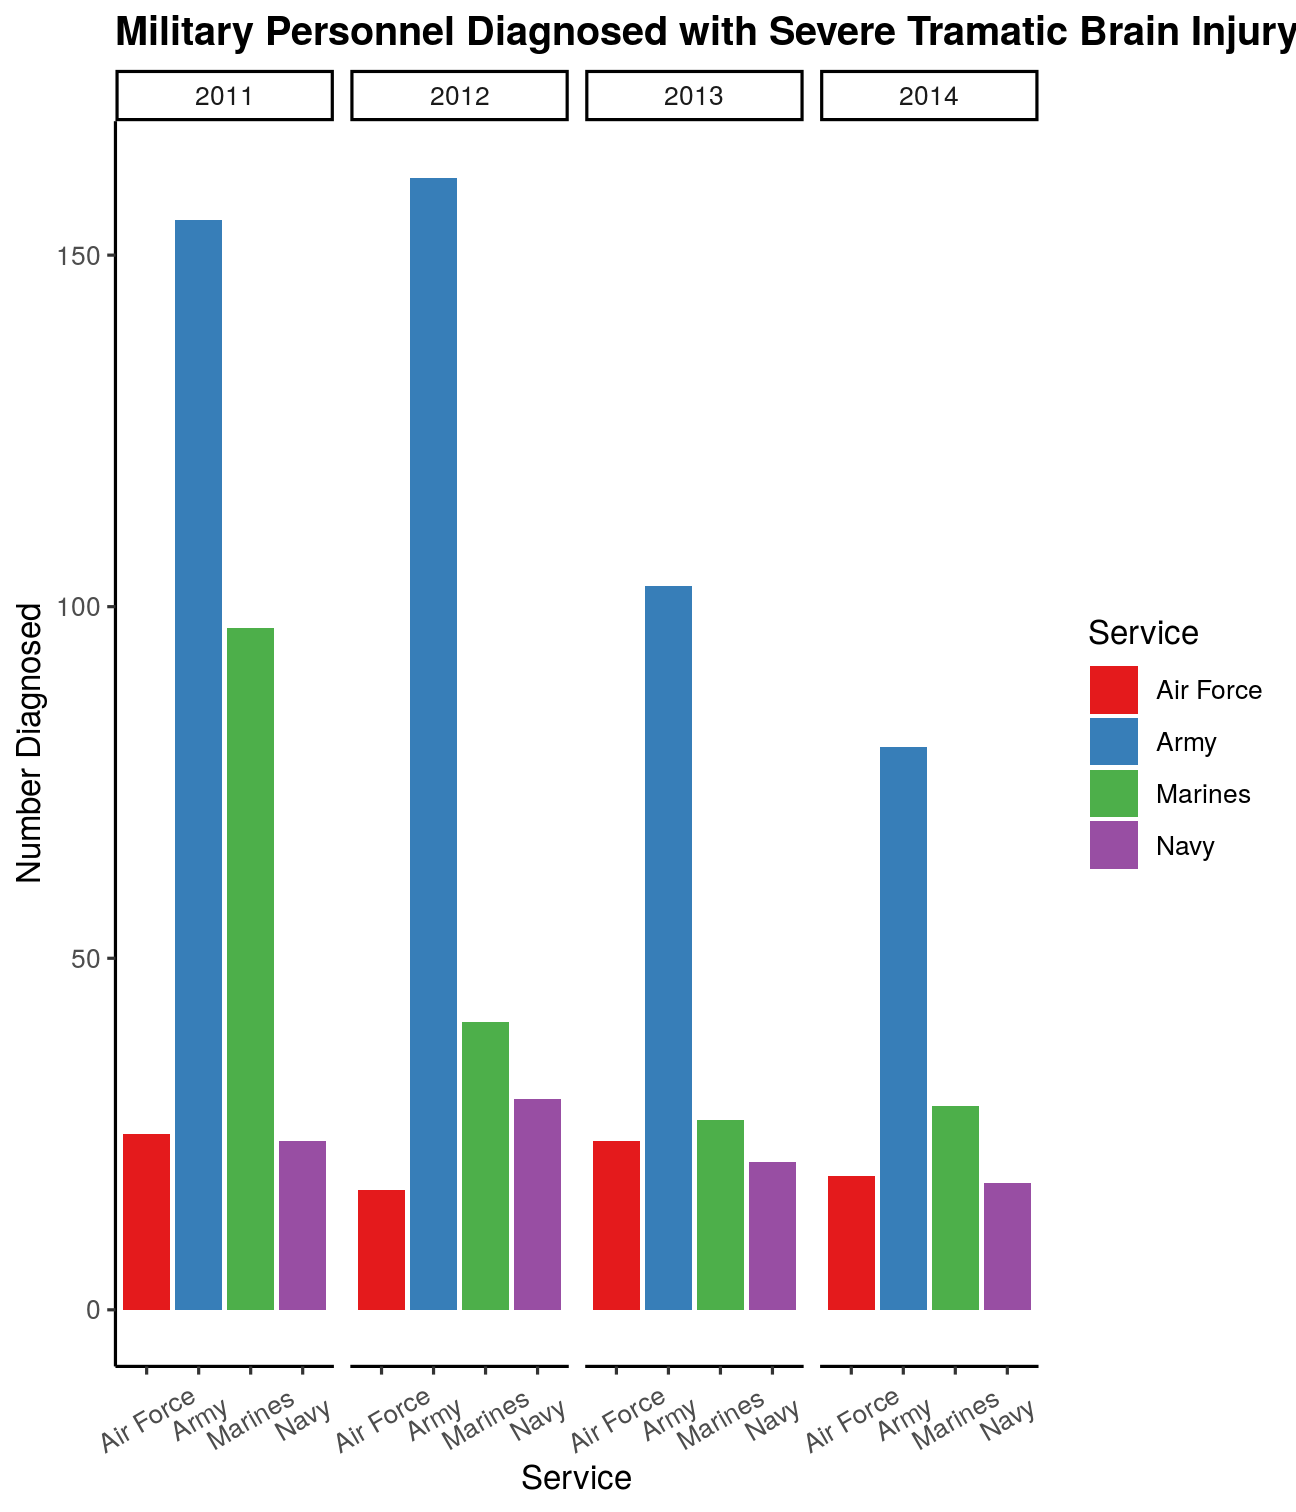 Military Personnel Diagnosed with Severe Tramatic Brain Injury
2011
2012
2013
2014
150
100
50
0
Number Diagnosed
Air Force
Army
Marines
Navy
Air Force
Army
Marines
Navy
Air Force
Army
Marines
Navy
Air Force
Army
Marines
Navy
Service
Service
Air Force
Army
Marines
Navy